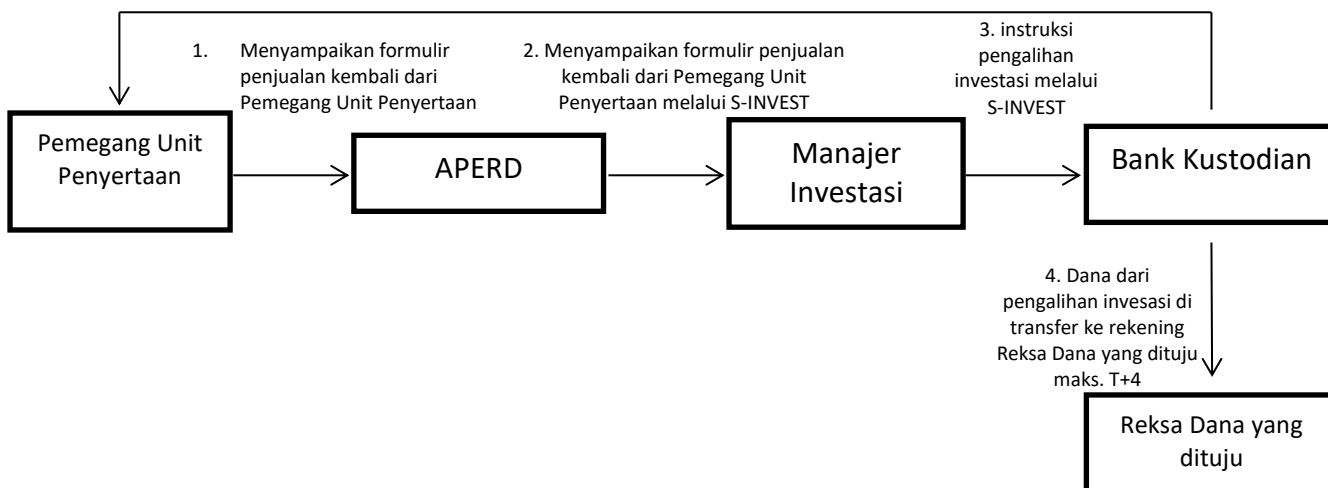 1. Menyampaikan formulir
penjualan kembali dari
Pemegang Unit Penyertaan
2. Menyampaikan formulir penjualan
kembali dari Pemegang Unit
Penyertaan melalui S-INVEST
3. instruksi
pengalihan
investasi melalui
S-INVEST
Pemegang Unit
Penyertaan
APERD
Manajer
Investasi
Bank Kustodian
4. Dana dari
pengalihan invesasi di
transfer ke rekening
Reksa Dana yang dituju
maks. T+4
Reksa Dana yang
dituju